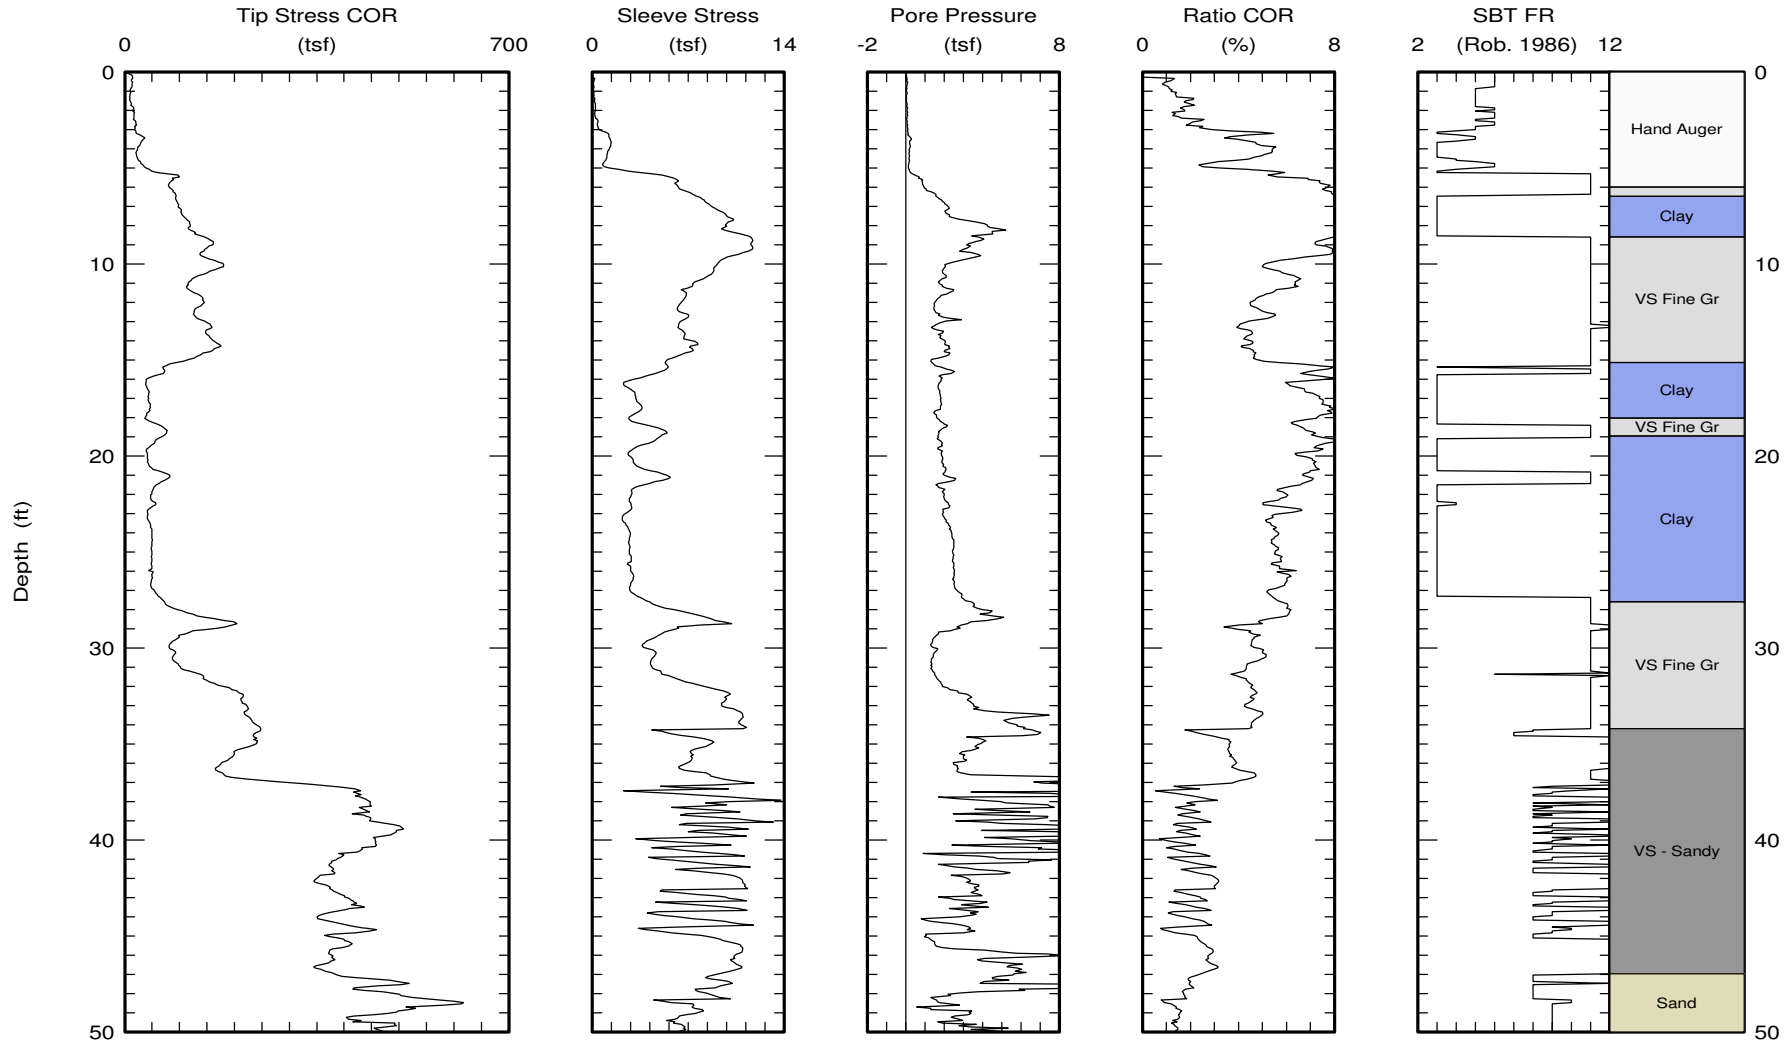 Tip Stress COR Sleeve Stress Pore Pressure Ratio COR SBT FR
0 (tsf) 700 0 (tsf) 14 -2 (tsf) 8 0 (%) 8 2 (Rob. 1986) 12
0 0
Hand Auger
Clay
10 10
VS Fine Gr
Clay
VS Fine Gr
20 20
Clay
Depth (ft)
30 30
VS Fine Gr
40 40
VS - Sandy
Sand
50 50